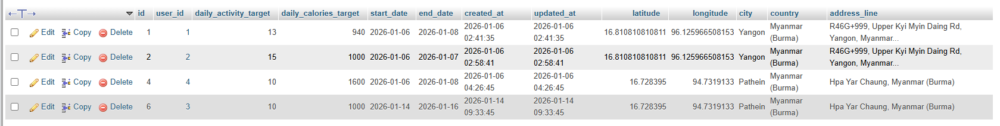 id user_id daily_activity_target daily_calories_target start_date end_date created_at updated_at latitude longitude city country address_line
Edit Copy Delete 1 1 13 940 2026-01-06 2026-01-08 2026-01-06 02:41:35 2026-01-06 02:41:35 16.810810810811 96.125966508153 Yangon Myanmar (Burma) R46G+999, Upper Kyi Myin Daing Rd, Yangon, Myanmar...
Edit Copy Delete 2 2 15 1000 2026-01-06 2026-01-07 2026-01-06 02:58:41 2026-01-06 02:58:41 16.810810810811 96.125966508153 Yangon Myanmar (Burma) R46G+999, Upper Kyi Myin Daing Rd, Yangon, Myanmar...
Edit Copy Delete 4 4 10 1600 2026-01-06 2026-01-08 2026-01-06 04:26:45 2026-01-06 04:26:45 16.728395 94.7319133 Pathein Myanmar (Burma) Hpa Yar Chaung, Myanmar (Burma)
Edit Copy Delete 6 3 10 1000 2026-01-14 2026-01-16 2026-01-14 09:33:45 2026-01-14 09:33:45 16.728395 94.7319133 Pathein Myanmar (Burma) Hpa Yar Chaung, Myanmar (Burma)